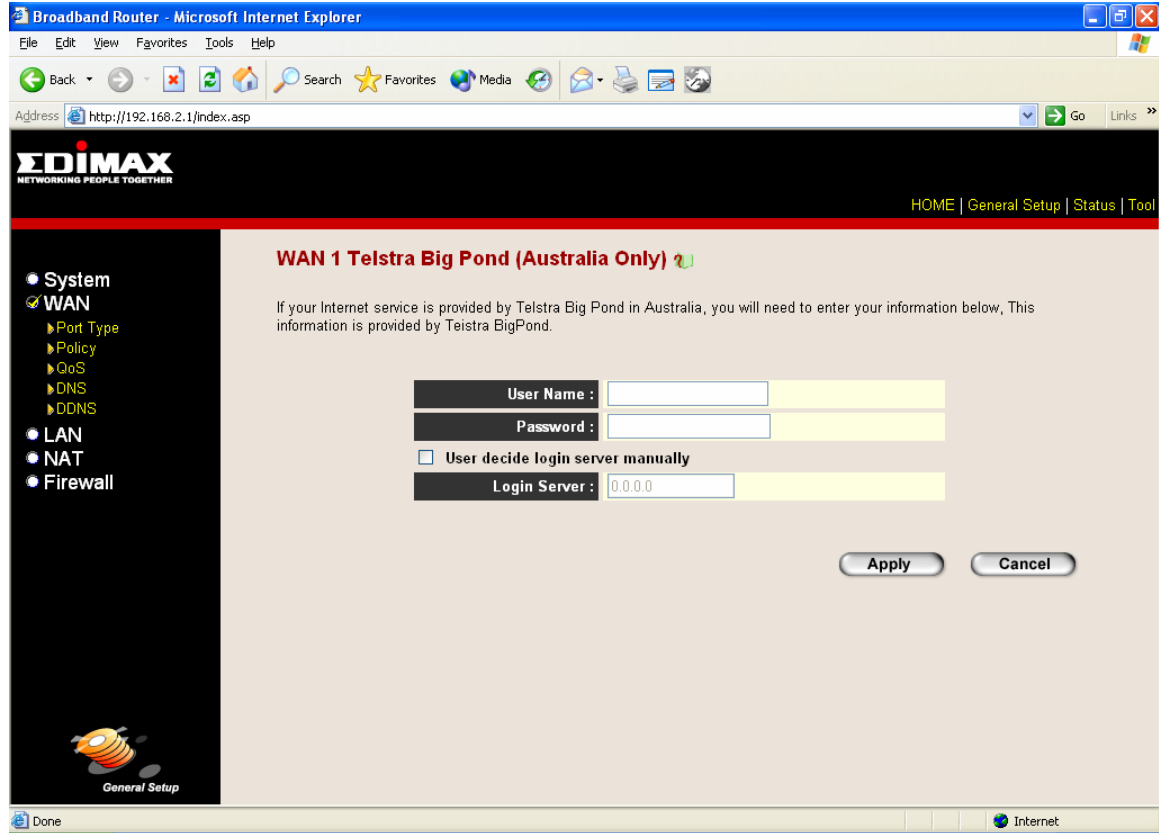 Broadband Router - Microsoft Internet Explorer
File Edit View Favorites Tools Help
Back Search Favorites Media
Address http://192.168.2.1/index.asp Go Links »
EDIMAX
NETWORKING PEOPLE TOGETHER
HOME | General Setup | Status | Tool
System
WAN
Port Type
Policy
QoS
DNS
DDNS
LAN
NAT
Firewall
General Setup
WAN 1 Telstra Big Pond (Australia Only)
If your Internet service is provided by Telstra Big Pond in Australia, you will need to enter your information below, This
information is provided by Teistra BigPond.
User Name :
Password :
User decide login server manually
Login Server : 0.0.0.0
Apply Cancel
Done Internet